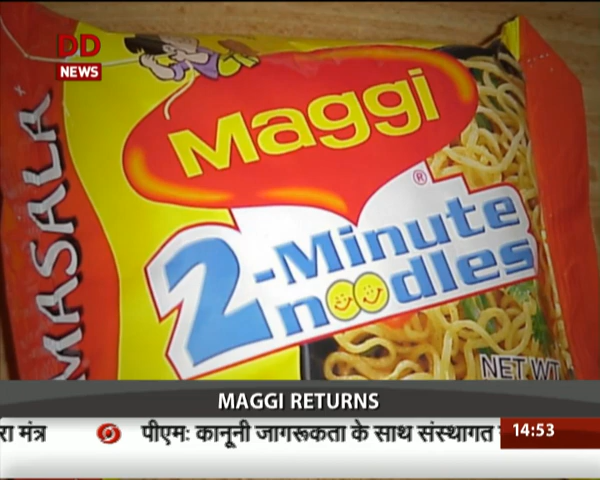 DD
NEWS
MASALA
Maggi
®
2-Minute
noodles
NET WT
MAGGI RETURNS
रा मंत्र पीएमः कानूनी जागरूकता के साथ संस्थागत
14:53